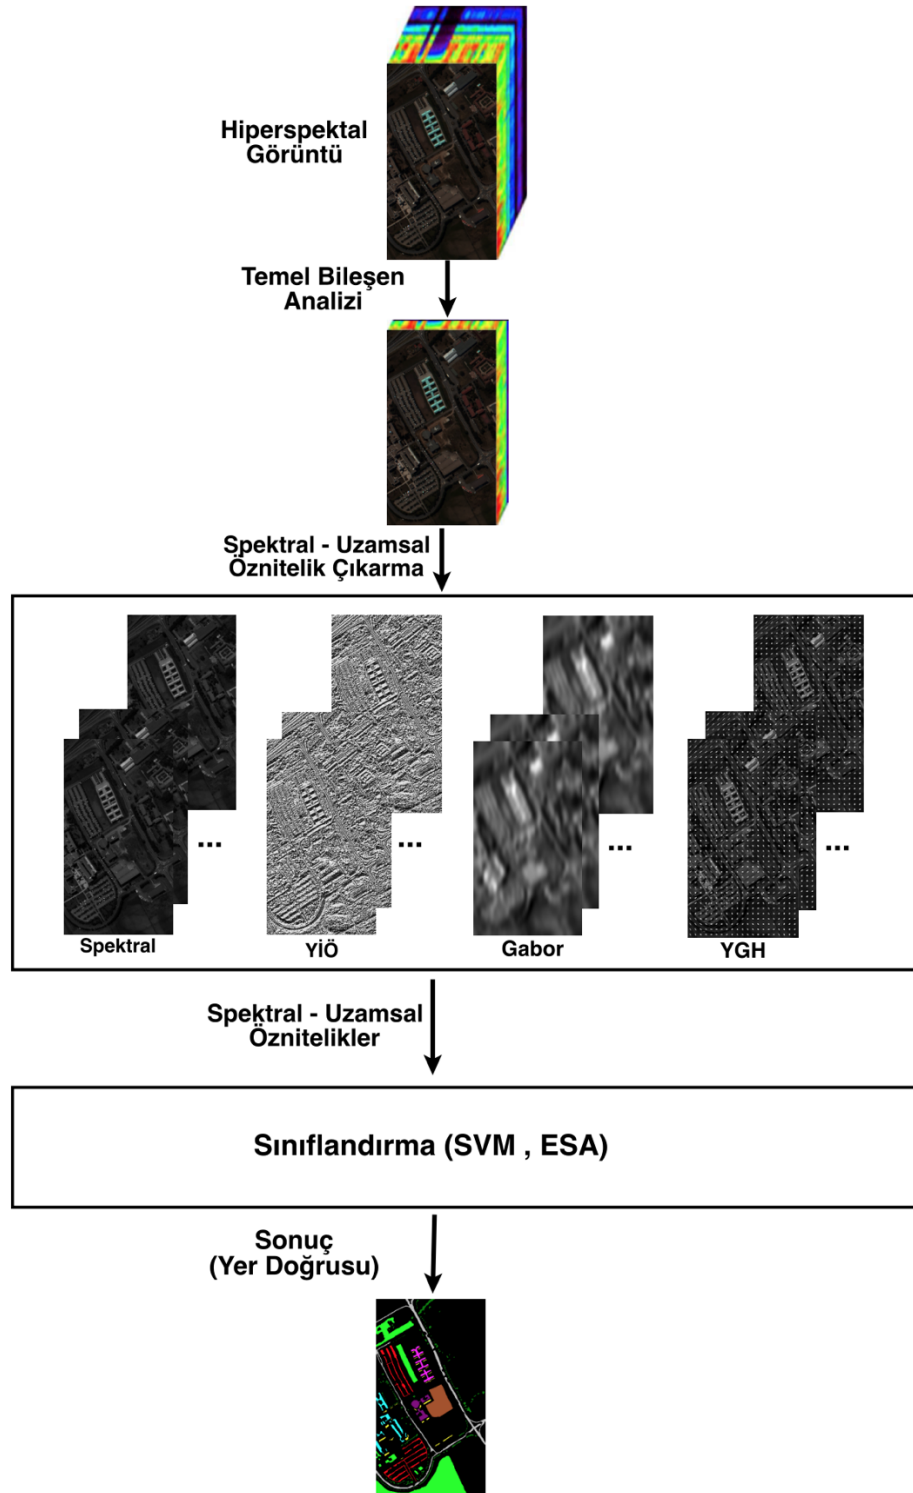 Hiperspektal
Görüntü
Temel Bileşen
Analizi
Spektral - Uzamsal
Öznitelik Çıkarma
... ... ... ...
Spektral YİÖ Gabor YGH
Spektral - Uzamsal
Öznitelikler
Sınıflandırma (SVM , ESA)
Sonuç
(Yer Doğrusu)